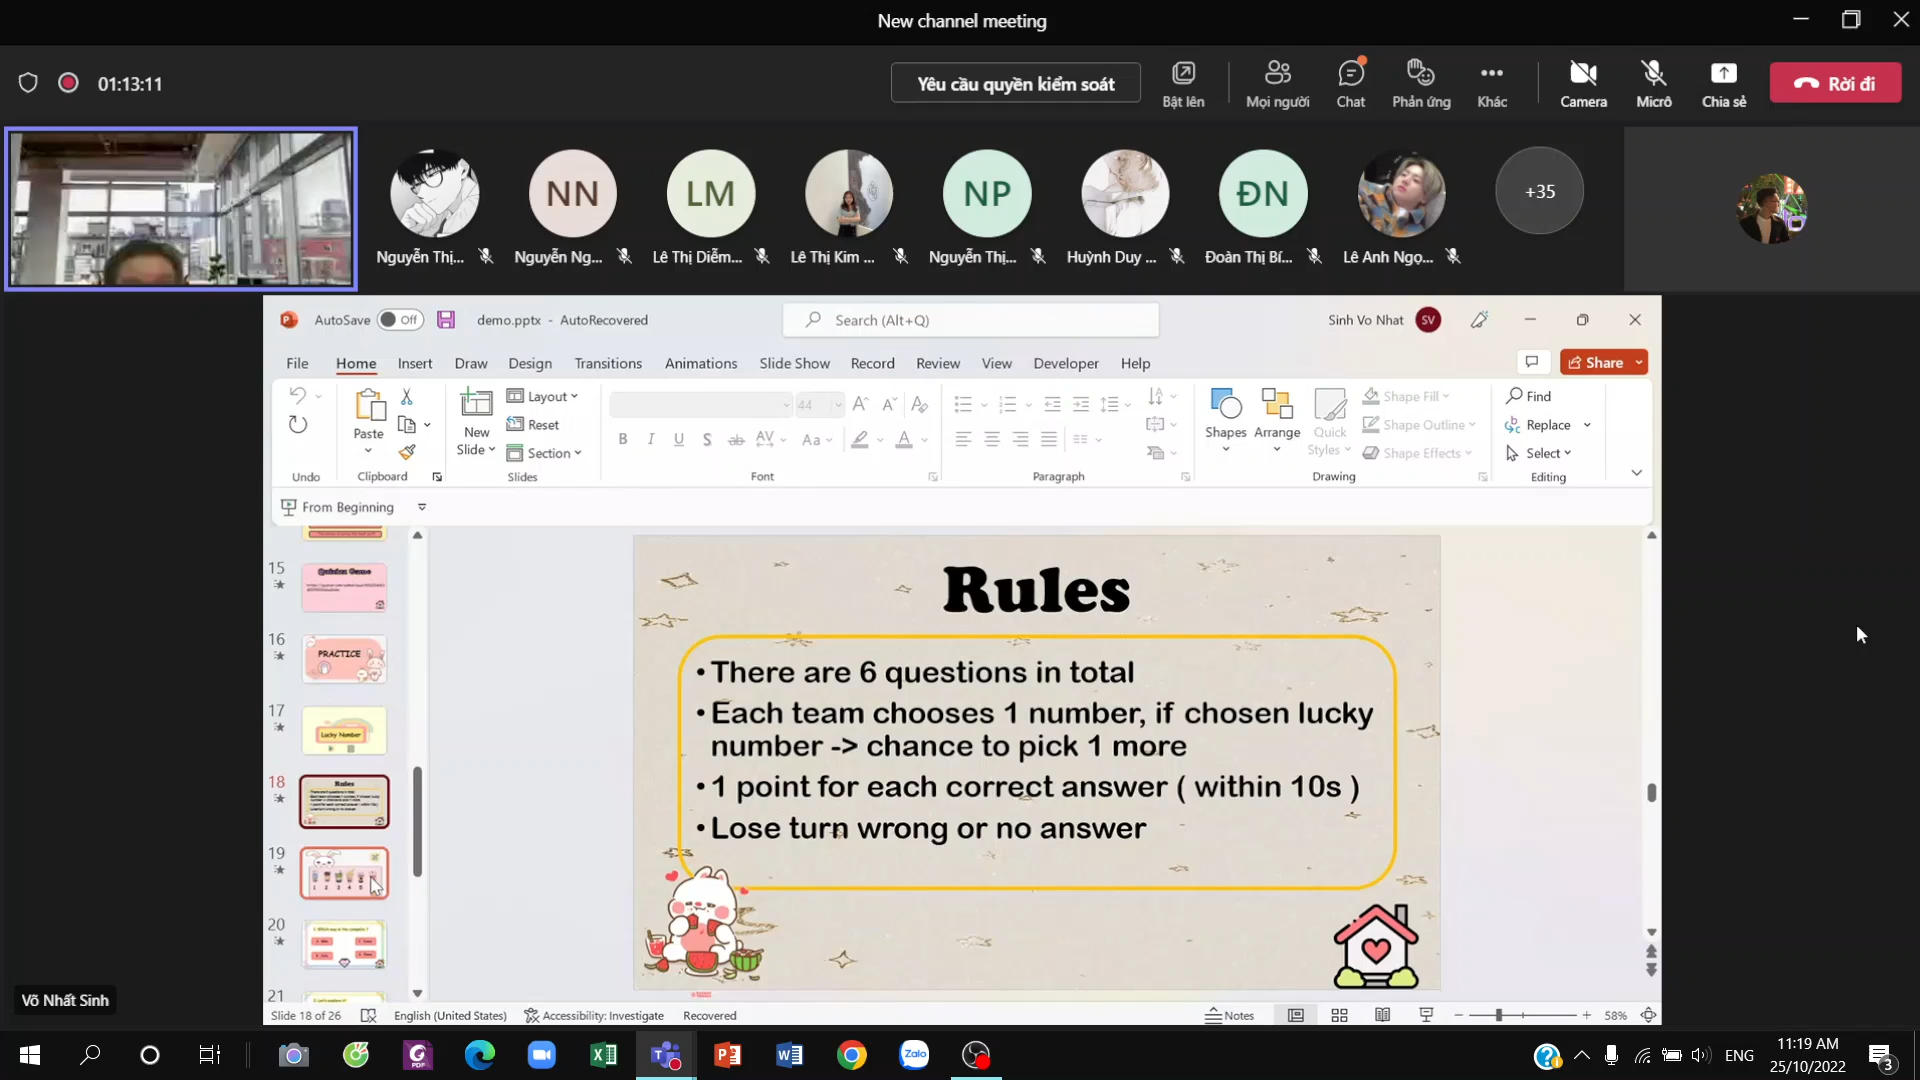 New channel meeting
01:13:11
Yêu cầu quyền kiểm soát
Bật lên
Mọi người
Chat
Phản ứng
Khác
Camera
Micrô
Chia sẻ
Rời đi
NN
LM
NP
ĐN
+35
Nguyễn Thị...
Nguyễn Ng...
Lê Thị Diễm...
Lê Thị Kim ...
Nguyễn Thị...
Huỳnh Duy ...
Đoàn Thị Bí...
Lê Anh Ngọ...
AutoSave Off demo.pptx - AutoRecovered
Search (Alt+Q)
Sinh Vo Nhat SV
File Home Insert Draw Design Transitions Animations Slide Show Record Review View Developer Help
Share
Paste
New Slide
Layout
Reset
Section
44
Shapes
Arrange
Quick Styles
Shape Fill
Shape Outline
Shape Effects
Find
Replace
Select
Undo Clipboard Slides Font Paragraph Drawing Editing
From Beginning
15
Quizizz Game
16
PRACTICE
17
Lucky Number
18
Rules
19
20
21
Rules
• There are 6 questions in total
• Each team chooses 1 number, if chosen lucky
number -> chance to pick 1 more
• 1 point for each correct answer ( within 10s )
• Lose turn wrong or no answer
Võ Nhất Sinh
Slide 18 of 26 English (United States) Accessibility: Investigate Recovered Notes 58%
Zalo
ENG
11:19 AM
25/10/2022
3